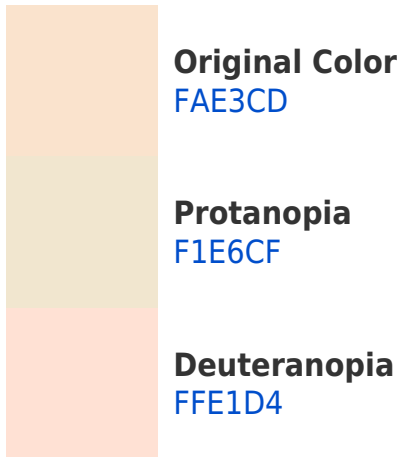 Original Color
FAE3CD
Protanopia
F1E6CF
Deuteranopia
FFE1D4